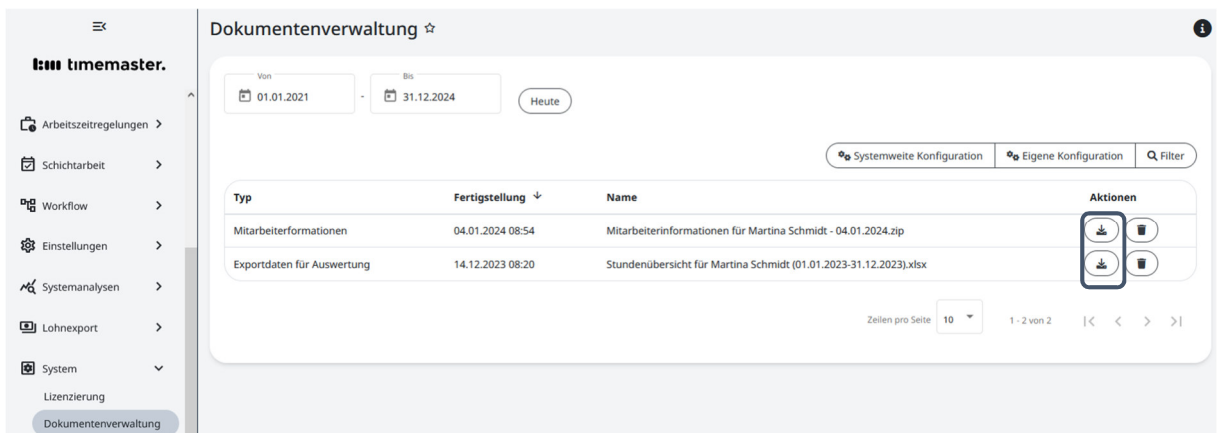 Dokumentenverwaltung
timemaster.
Von
Bis
01.01.2021 - 31.12.2024 Heute
Arbeitszeitregelungen
Schichtarbeit
Workflow
Einstellungen
Systemanalysen
Lohnexport
System
Lizenzierung
Dokumentenverwaltung
Systemweite Konfiguration Eigene Konfiguration Filter
Typ Fertigstellung Name Aktionen
Mitarbeiterformationen 04.01.2024 08:54 Mitarbeiterinformationen für Martina Schmidt - 04.01.2024.zip
Exportdaten für Auswertung 14.12.2023 08:20 Stundenübersicht für Martina Schmidt (01.01.2023-31.12.2023).xlsx
Zeilen pro Seite 10 1 - 2 von 2